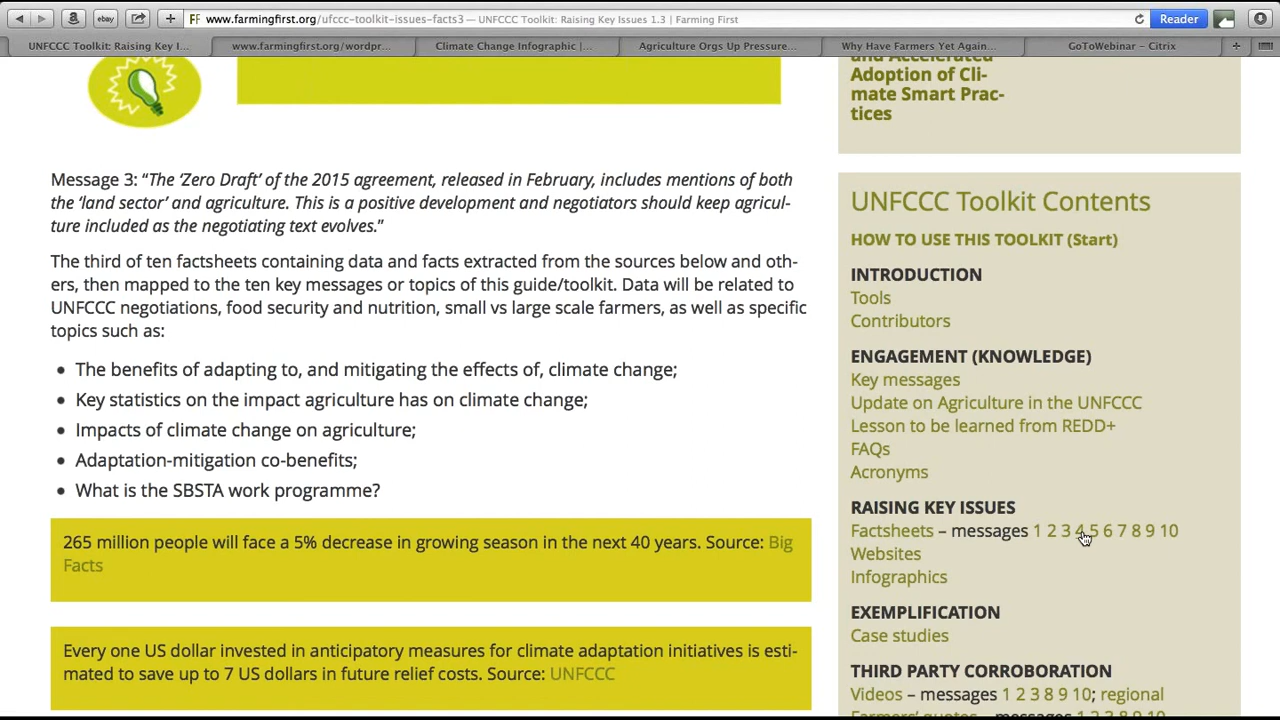 ebay
www.farmingfirst.org/ufccc-toolkit-issues-facts3 — UNFCCC Toolkit: Raising Key Issues 1.3 | Farming First
Reader
UNFCCC Toolkit: Raising Key I...
www.farmingfirst.org/wordpr...
Climate Change Infographic |...
Agriculture Orgs Up Pressure...
Why Have Farmers Yet Again...
GoToWebinar – Citrix
Message 3: “The ‘Zero Draft’ of the 2015 agreement, released in February, includes mentions of both
the ‘land sector’ and agriculture. This is a positive development and negotiators should keep agricul-
ture included as the negotiating text evolves.”
The third of ten factsheets containing data and facts extracted from the sources below and oth-
ers, then mapped to the ten key messages or topics of this guide/toolkit. Data will be related to
UNFCCC negotiations, food security and nutrition, small vs large scale farmers, as well as specific
topics such as:
• The benefits of adapting to, and mitigating the effects of, climate change;
• Key statistics on the impact agriculture has on climate change;
• Impacts of climate change on agriculture;
• Adaptation-mitigation co-benefits;
• What is the SBSTA work programme?
265 million people will face a 5% decrease in growing season in the next 40 years. Source: Big
Facts
Every one US dollar invested in anticipatory measures for climate adaptation initiatives is esti-
mated to save up to 7 US dollars in future relief costs. Source: UNFCCC
and Accelerated
Adoption of Cli-
mate Smart Prac-
tices
UNFCCC Toolkit Contents
HOW TO USE THIS TOOLKIT (Start)
INTRODUCTION
Tools
Contributors
ENGAGEMENT (KNOWLEDGE)
Key messages
Update on Agriculture in the UNFCCC
Lesson to be learned from REDD+
FAQs
Acronyms
RAISING KEY ISSUES
Factsheets – messages 1 2 3 4 5 6 7 8 9 10
Websites
Infographics
EXEMPLIFICATION
Case studies
THIRD PARTY CORROBORATION
Videos – messages 1 2 3 8 9 10; regional
Farmers’ quotes – messages 1 2 3 8 9 10